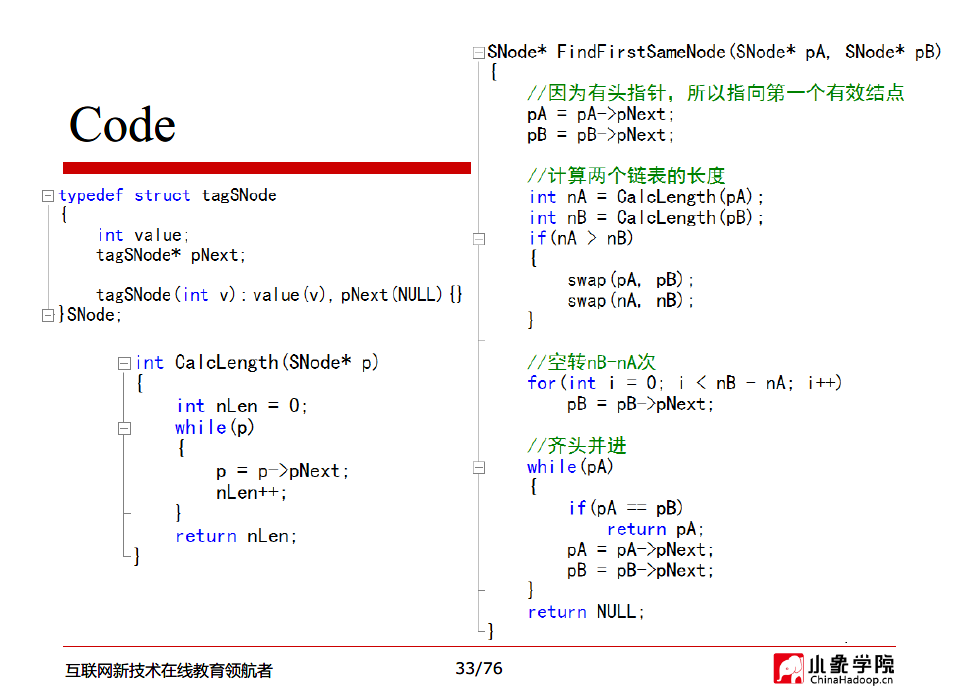 Code
typedef struct tagSNode
{
    int value;
    tagSNode* pNext;

    tagSNode(int v):value(v),pNext(NULL){}
}SNode;
int CalcLength(SNode* p)
{
    int nLen = 0;
    while(p)
    {
        p = p->pNext;
        nLen++;
    }
    return nLen;
}
SNode* FindFirstSameNode(SNode* pA, SNode* pB)
{
    //因为有头指针，所以指向第一个有效结点
    pA = pA->pNext;
    pB = pB->pNext;

    //计算两个链表的长度
    int nA = CalcLength(pA);
    int nB = CalcLength(pB);
    if(nA > nB)
    {
        swap(pA, pB);
        swap(nA, nB);
    }

    //空转nB-nA次
    for(int i = 0; i < nB - nA; i++)
        pB = pB->pNext;

    //齐头并进
    while(pA)
    {
        if(pA == pB)
            return pA;
        pA = pA->pNext;
        pB = pB->pNext;
    }
    return NULL;
}
互联网新技术在线教育领航者
33/76
小象学院
ChinaHadoop.cn